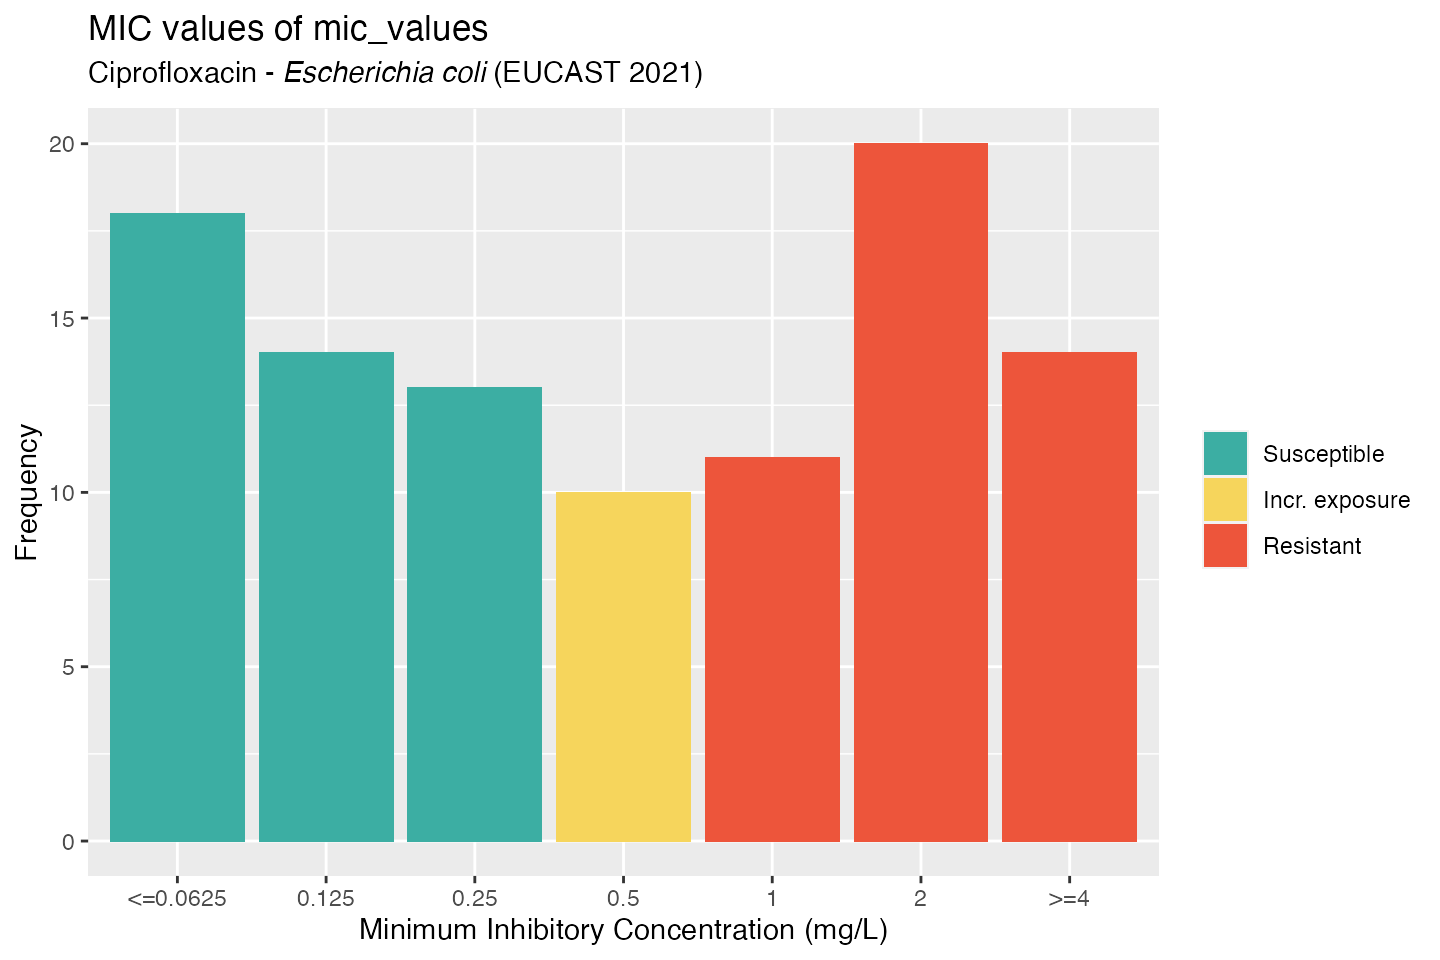 MIC values of mic_values
Ciprofloxacin - Escherichia coli (EUCAST 2021)
Frequency
20
15
10
5
0
<=0.0625 0.125 0.25 0.5 1 2 >=4
Minimum Inhibitory Concentration (mg/L)
Susceptible
Incr. exposure
Resistant